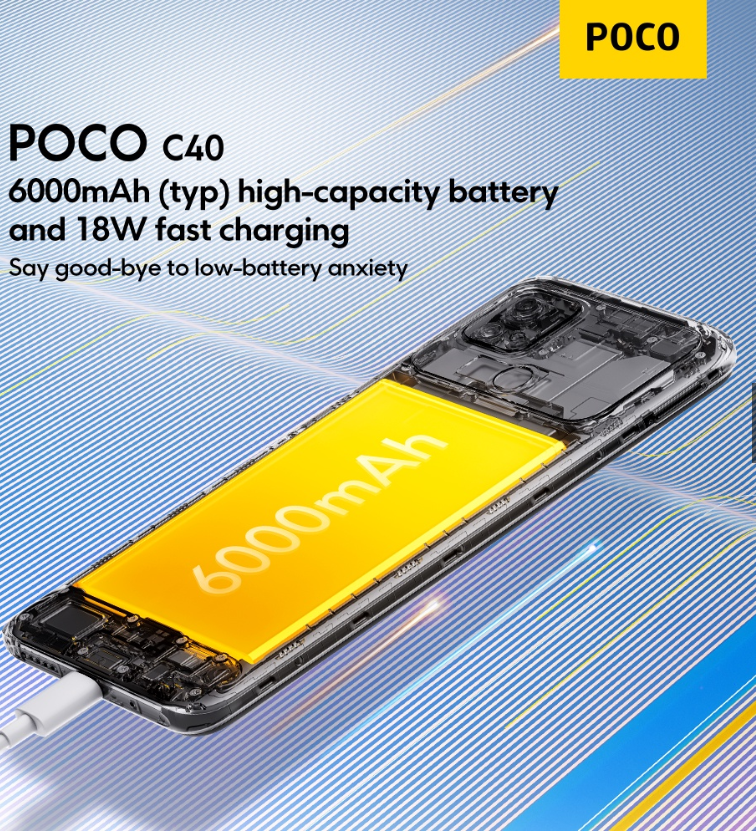 POCO
POCO C40
6000mAh (typ) high-capacity battery
and 18W fast charging
Say good-bye to low-battery anxiety
6000mAh